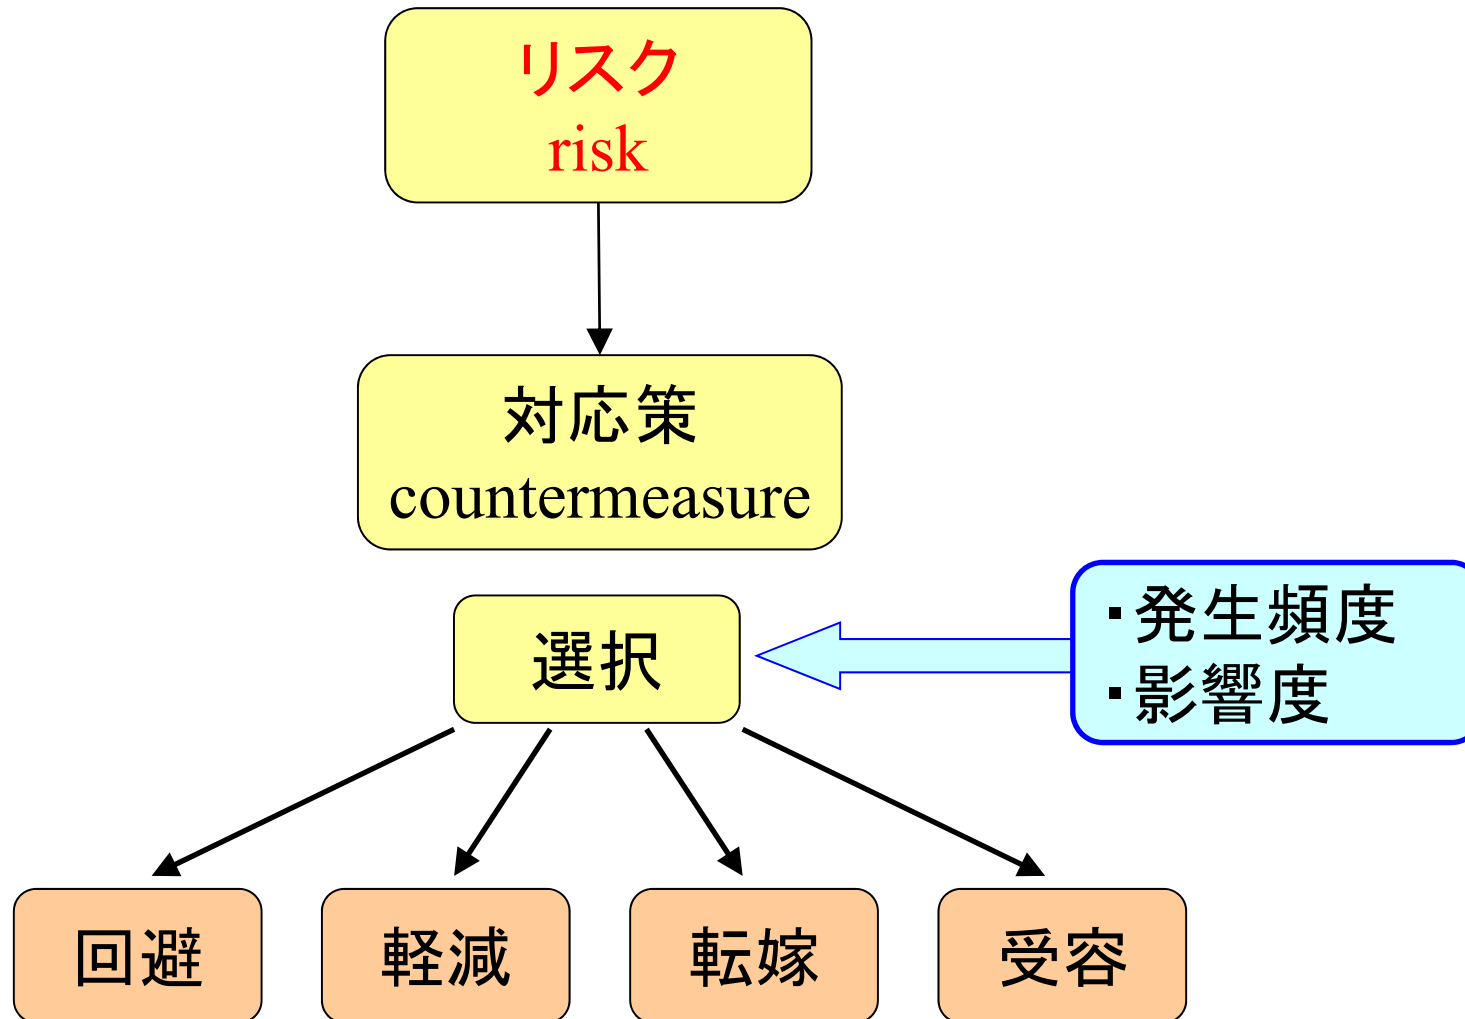 リスク
risk
対応策
countermeasure
選択
・発生頻度
・影響度
回避
軽減
転嫁
受容